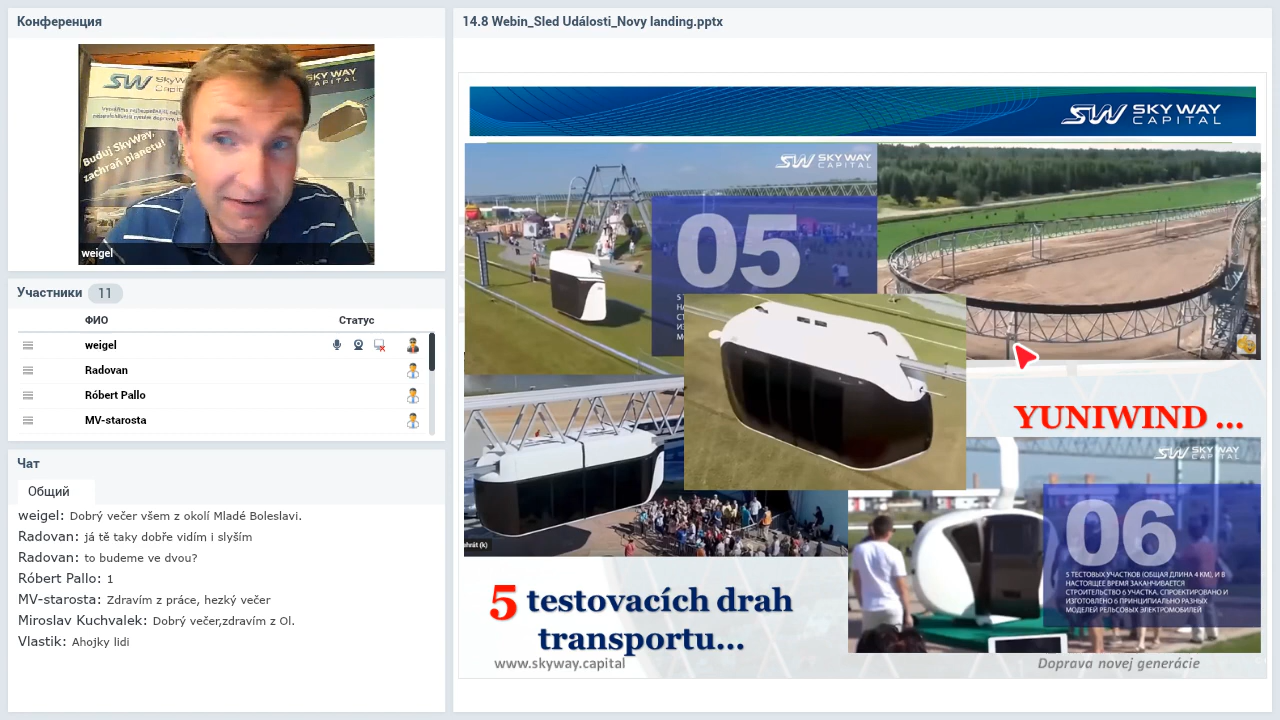 Конференция
SW SkyWay Capital
SKY WAY CAPITAL
Buduj SkyWay,
zachraň planetu!
weigel
Участники 11
ФИО Статус
weigel
Radovan
Róbert Pallo
MV-starosta
Чат
Общий
weigel: Dobrý večer všem z okolí Mladé Boleslavi.
Radovan: já tě taky dobře vidím i slyším
Radovan: to budeme ve dvou?
Róbert Pallo: 1
MV-starosta: Zdravím z práce, hezký večer
Miroslav Kuchvalek: Dobrý večer,zdravím z Ol.
Vlastik: Ahojky lidi
14.8 Webin_Sled Události_Novy landing.pptx
SW SKY WAY
CAPITAL
SW SKY WAY
CAPITAL
05
YUNIWIND ...
SW SKY WAY
CAPITAL
06
5 ТЕСТОВЫХ УЧАСТКОВ (ОБЩАЯ ДЛИНА 4 КМ), И В
НАСТОЯЩЕЕ ВРЕМЯ ЗАКАНЧИВАЕТСЯ
СТРОИТЕЛЬСТВО 6 УЧАСТКА. СПРОЕКТИРОВАНО И
ИЗГОТОВЛЕНО 6 ПРИНЦИПИАЛЬНО РАЗНЫХ
МОДЕЛЕЙ РЕЛЬСОВЫХ ЭЛЕКТРОМОБИЛЕЙ
5 testovacích drah
transportu...
www.skyway.capital
Doprava novej generácie